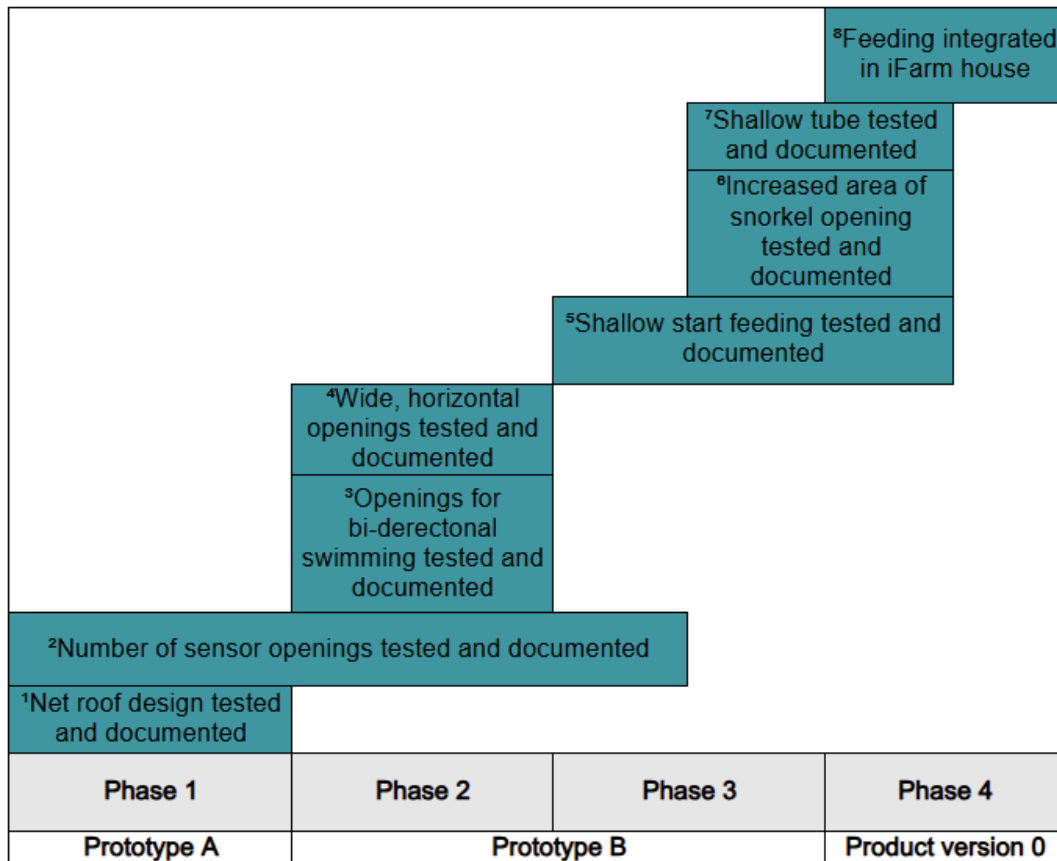 ⁸Feeding integrated
in iFarm house
⁷Shallow tube tested
and documented
⁶Increased area of
snorkel opening
tested and
documented
⁵Shallow start feeding tested and
documented
⁴Wide, horizontal
openings tested and
documented
³Openings for
bi-derectonal
swimming tested and
documented
²Number of sensor openings tested and documented
¹Net roof design tested
and documented
Phase 1 Phase 2 Phase 3 Phase 4
Prototype A Prototype B Product version 0